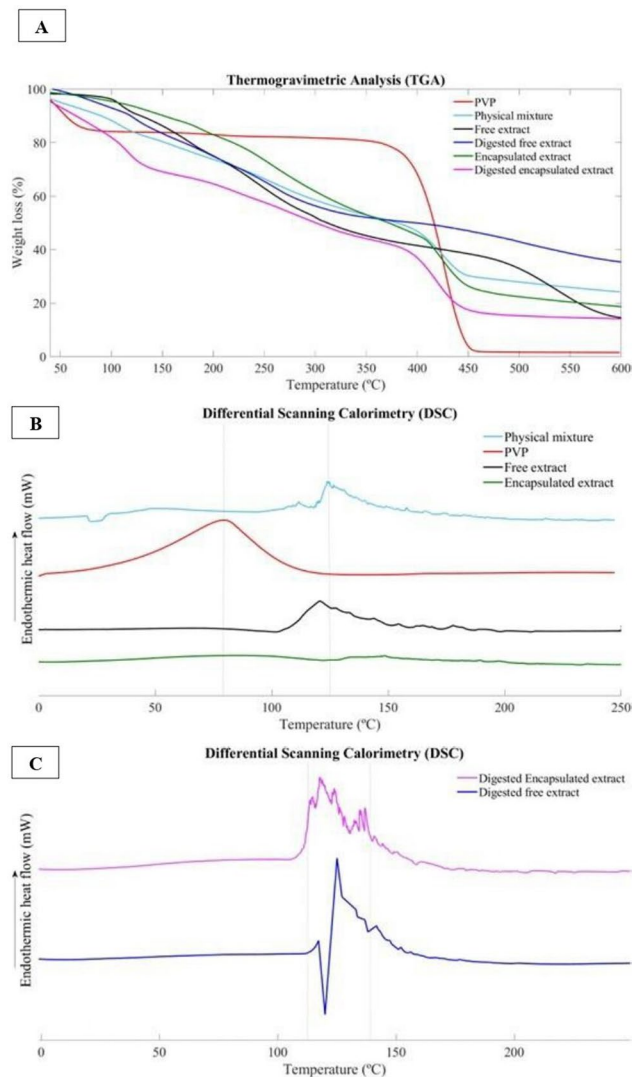 A
Thermogravimetric Analysis (TGA)
PVP
Physical mixture
Free extract
Digested free extract
Encapsulated extract
Digested encapsulated extract
Weight loss (%)
100
80
60
40
20
0
50 100 150 200 250 300 350 400 450 500 550 600
Temperature (ºC)
B
Differential Scanning Calorimetry (DSC)
Physical mixture
PVP
Free extract
Encapsulated extract
Endothermic heat flow (mW)
0 50 100 150 200 250
Temperature (ºC)
C
Differential Scanning Calorimetry (DSC)
Digested Encapsulated extract
Digested free extract
Endothermic heat flow (mW)
0 50 100 150 200
Temperature (ºC)